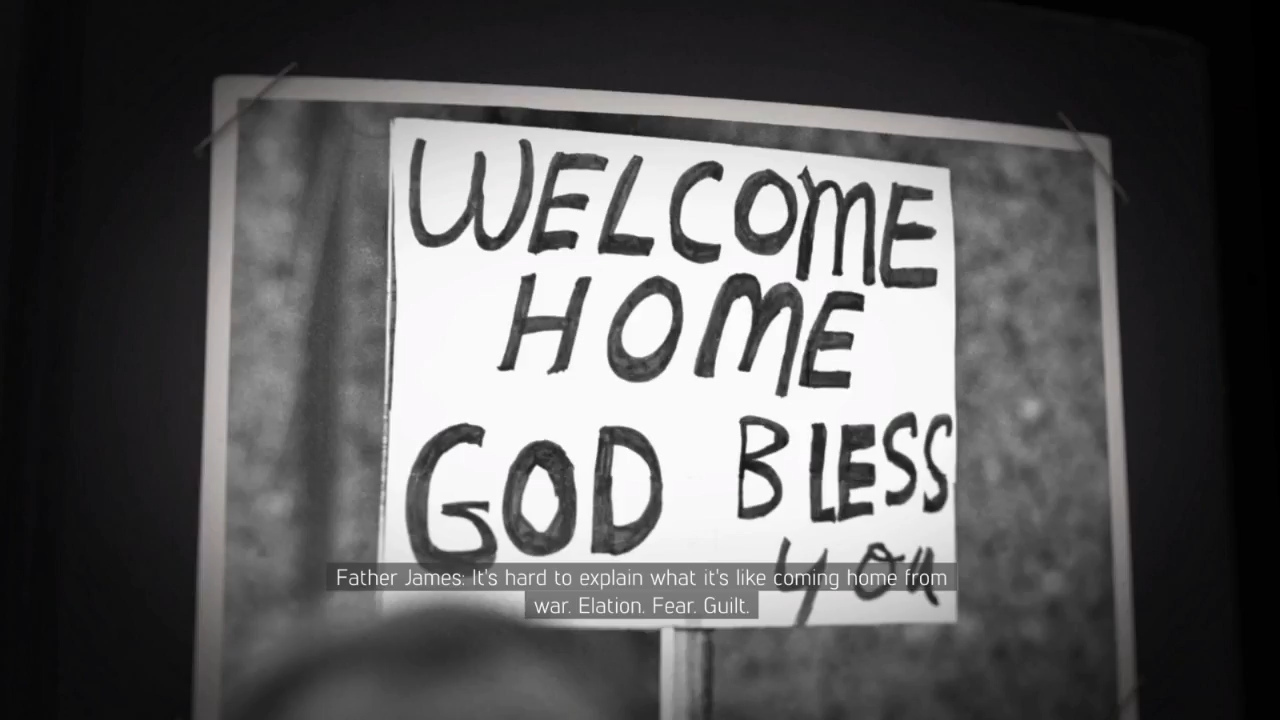 WELCOME
HOME
GOD BLESS
you
Father James: It's hard to explain what it's like coming home from
war. Elation. Fear. Guilt.